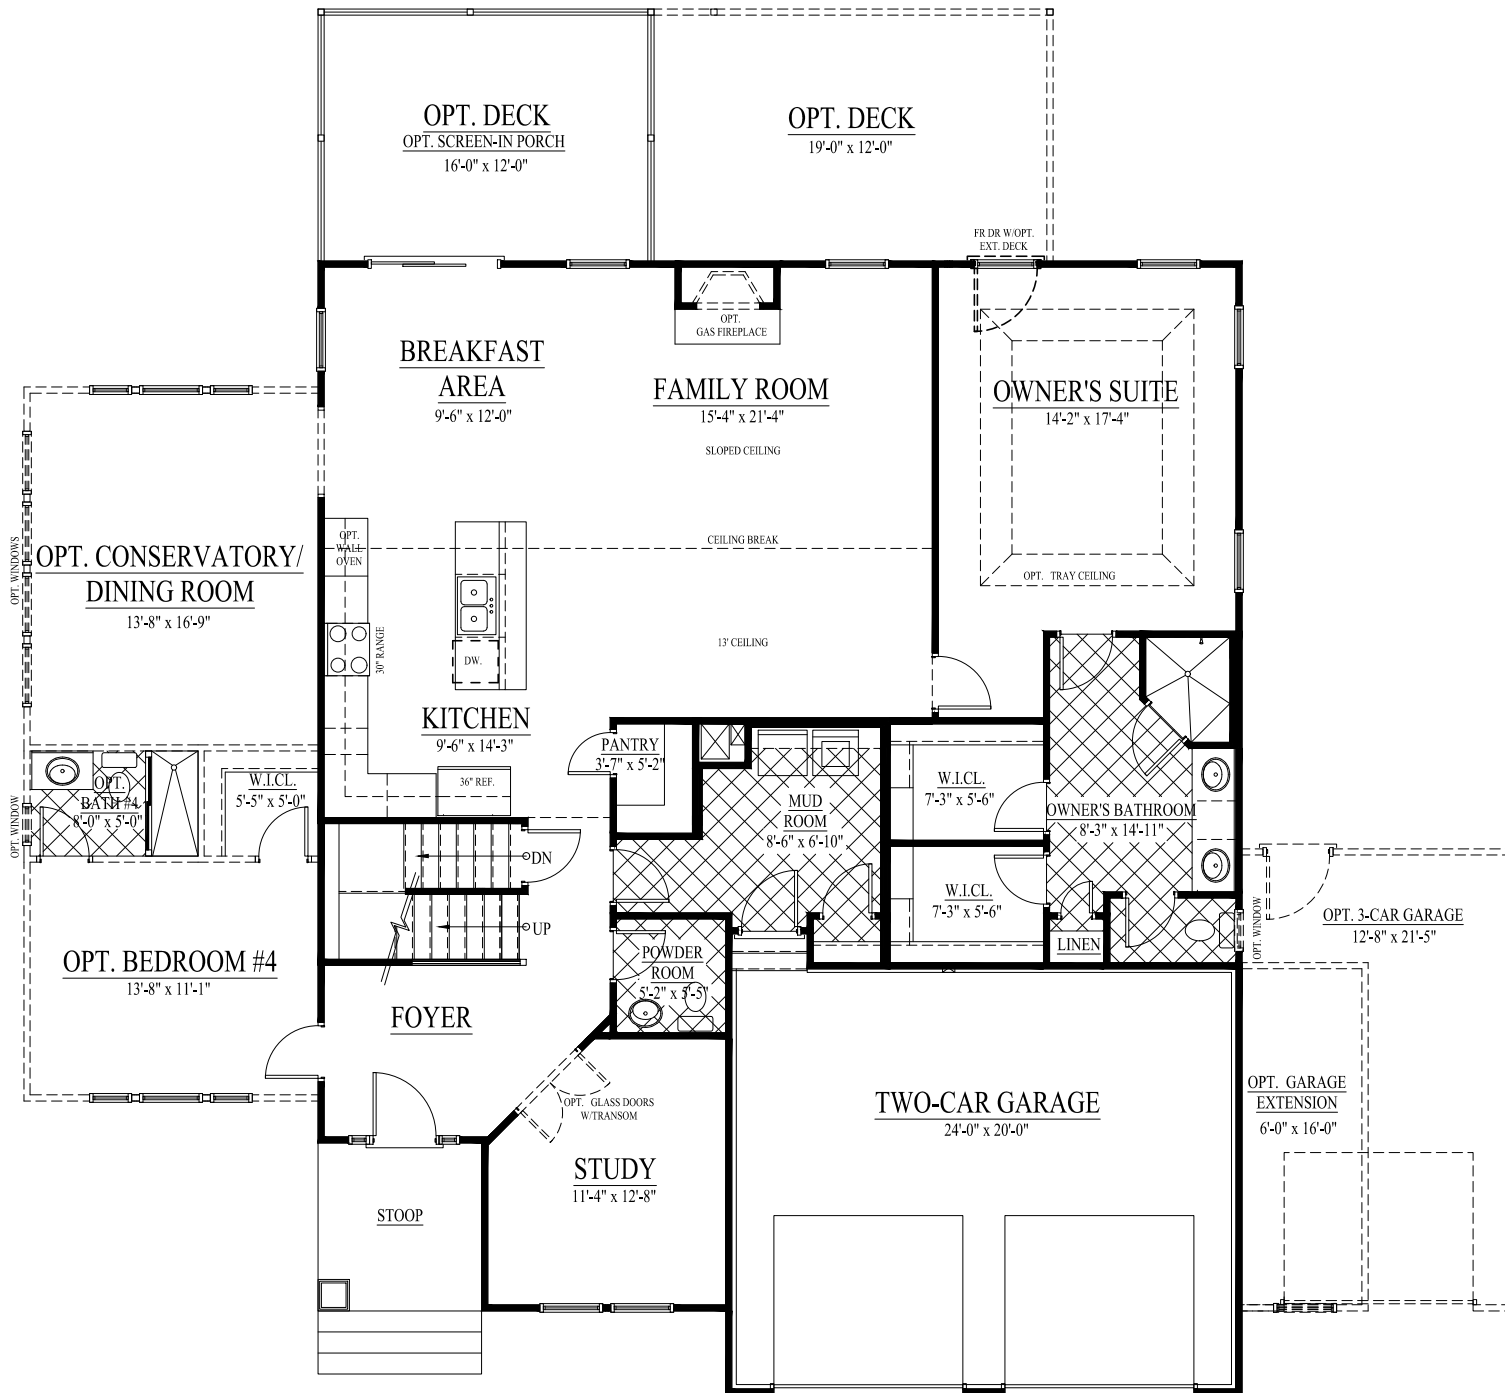 OPT. DECK
OPT. SCREEN-IN PORCH
16'-0" x 12'-0"
OPT. DECK
19'-0" x 12'-0"
FR DR W/OPT.
EXT. DECK
OPT.
GAS FIREPLACE
BREAKFAST
AREA
9'-6" x 12'-0"
FAMILY ROOM
15'-4" x 21'-4"
SLOPED CEILING
OWNER'S SUITE
14'-2" x 17'-4"
OPT. WINDOWS
OPT. CONSERVATORY/
DINING ROOM
13'-8" x 16'-9"
OPT.
WALL
OVEN
CEILING BREAK
OPT. TRAY CEILING
30" RANGE
DW.
13' CEILING
KITCHEN
9'-6" x 14'-3"
36" REF.
PANTRY
3'-7" x 5'-2"
OPT. WINDOW
OPT.
BATH #4
8'-0" x 5'-0"
W.I.CL.
5'-5" x 5'-0"
MUD
ROOM
8'-6" x 6'-10"
W.I.CL.
7'-3" x 5'-6"
OWNER'S BATHROOM
8'-3" x 14'-11"
DN
W.I.CL.
7'-3" x 5'-6"
UP
LINEN
OPT. WINDOW
OPT. 3-CAR GARAGE
12'-8" x 21'-5"
OPT. BEDROOM #4
13'-8" x 11'-1"
POWDER
ROOM
5'-2" x 5'-5"
FOYER
OPT. GLASS DOORS
W/TRANSOM
TWO-CAR GARAGE
24'-0" x 20'-0"
OPT. GARAGE
EXTENSION
6'-0" x 16'-0"
STUDY
11'-4" x 12'-8"
STOOP